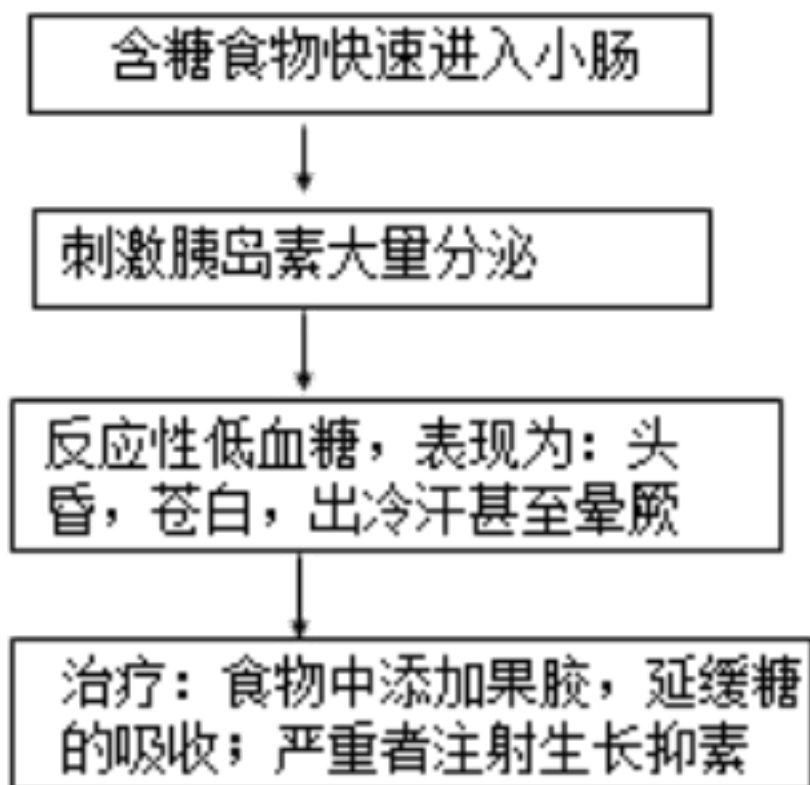 含糖食物快速进入小肠
刺激胰岛素大量分泌
反应性低血糖，表现为：头
昏，苍白，出冷汗甚至晕厥
治疗：食物中添加果胶，延缓糖
的吸收；严重者注射生长抑素